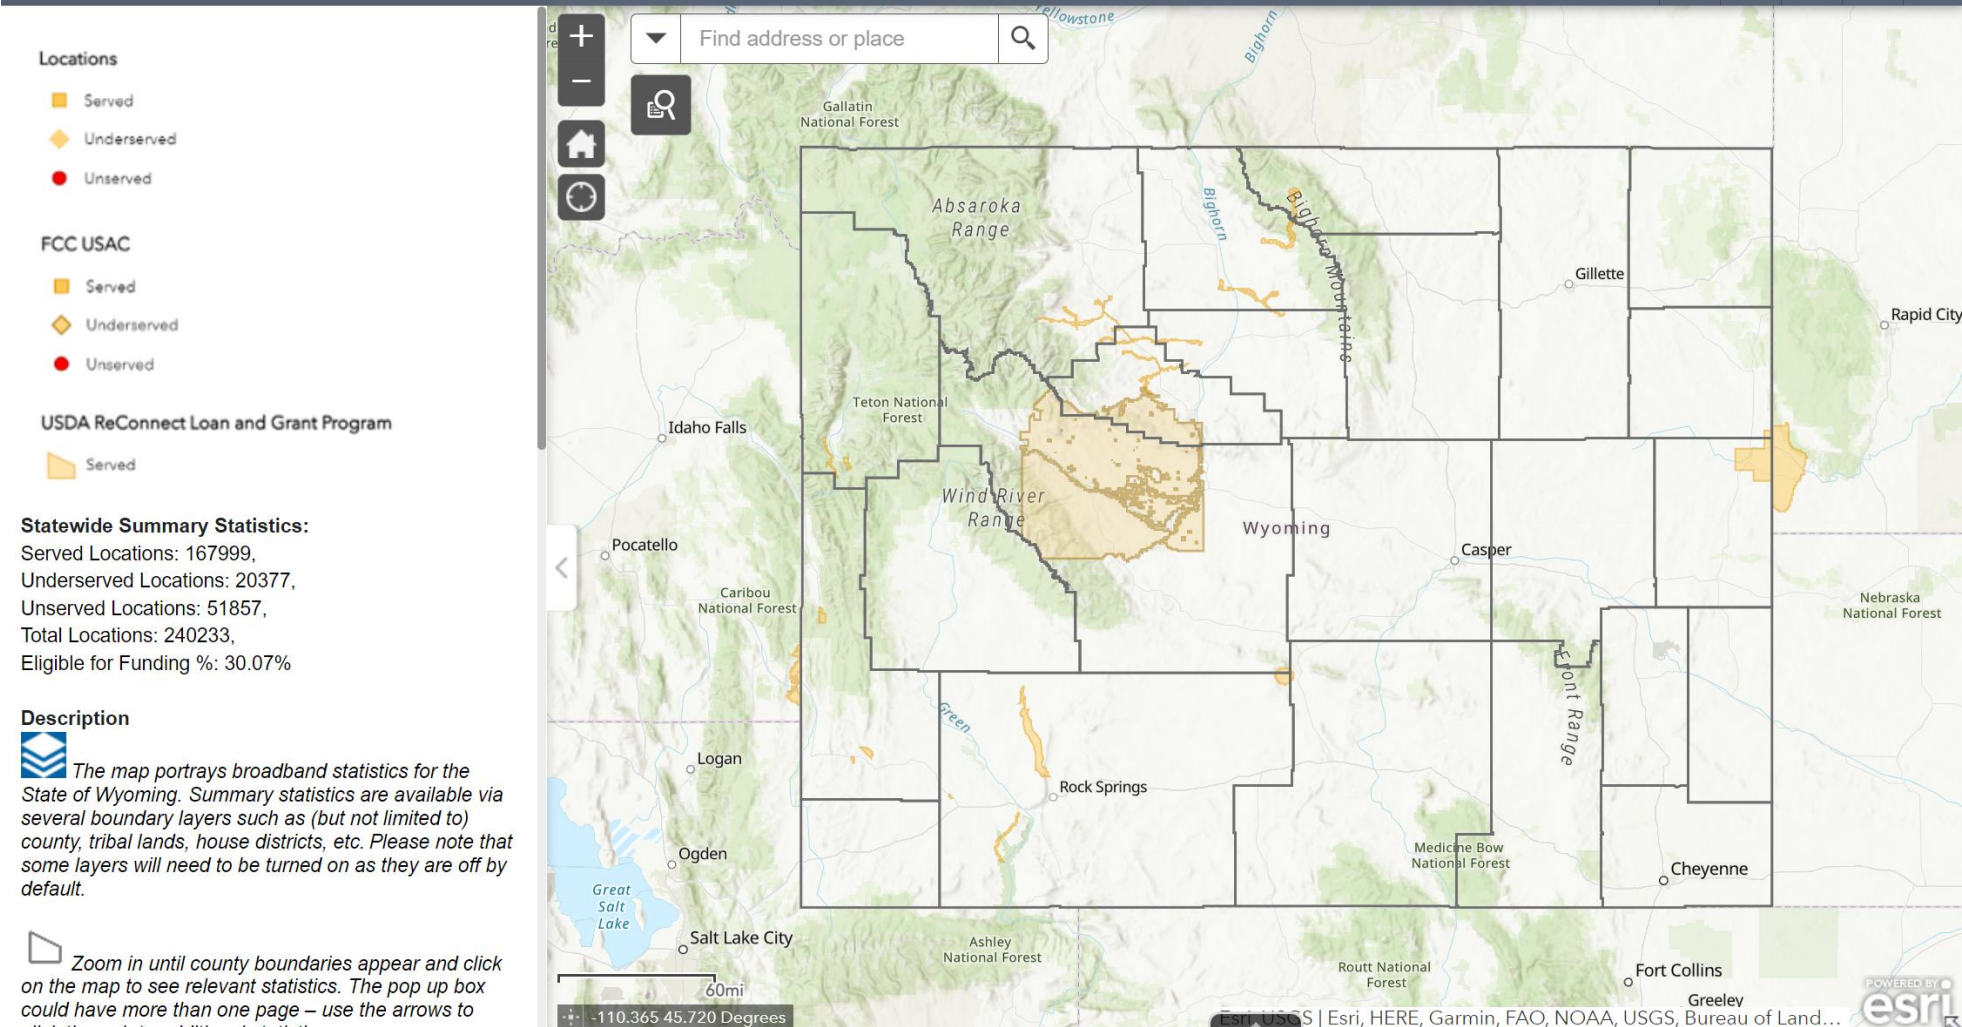 Locations
Served
Underserved
Unserved
FCC USAC
Served
Underserved
Unserved
USDA ReConnect Loan and Grant Program
Served
Statewide Summary Statistics:
Served Locations: 167999,
Underserved Locations: 20377,
Unserved Locations: 51857,
Total Locations: 240233,
Eligible for Funding %: 30.07%
Description
The map portrays broadband statistics for the
State of Wyoming. Summary statistics are available via
several boundary layers such as (but not limited to)
county, tribal lands, house districts, etc. Please note that
some layers will need to be turned on as they are off by
default.
Zoom in until county boundaries appear and click
on the map to see relevant statistics. The pop up box
could have more than one page – use the arrows to
+
−
Find address or place
Yellowstone
Bighorn
Gallatin
National Forest
Absaroka
Range
Bighorn
Bighorn Mountains
Gillette
Rapid City
Idaho Falls
Teton National
Forest
Wind River
Range
Wyoming
Pocatello
Casper
Caribou
National Forest
Nebraska
National Forest
Front Range
Green
Logan
Rock Springs
Ogden
Medicine Bow
National Forest
Cheyenne
Great
Salt
Lake
Salt Lake City
Ashley
National Forest
Routt National
Forest
Fort Collins
Greeley
60mi
-110.365 45.720 Degrees
Esri, USGS | Esri, HERE, Garmin, FAO, NOAA, USGS, Bureau of Land...
POWERED BY
esri